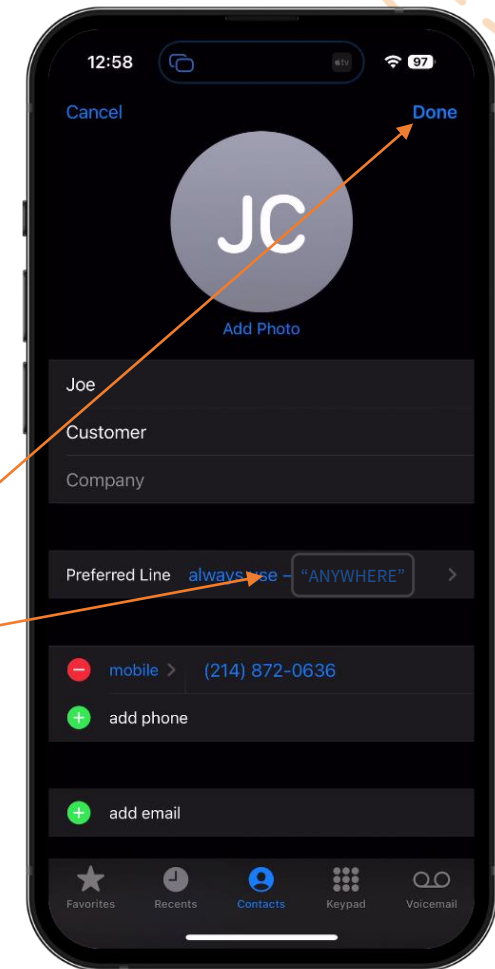 12:58 tv 97
Cancel Done
JC
Add Photo
Joe
Customer
Company
Preferred Line always use – “ANYWHERE”
mobile (214) 872-0636
add phone
add email
Favorites Recents Contacts Keypad Voicemail